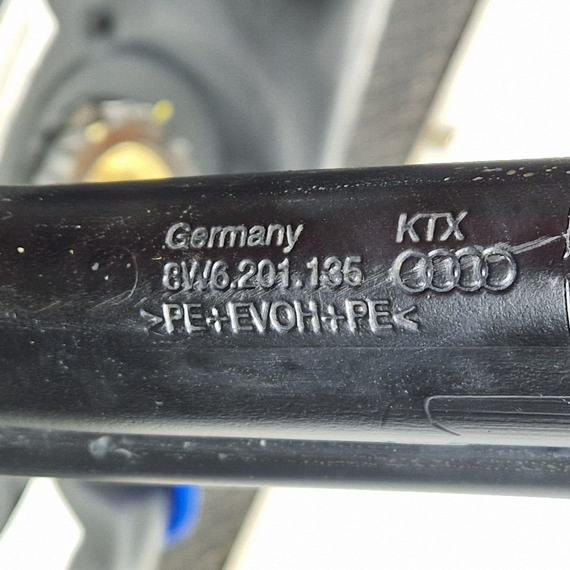 Germany KTX
8W6.201.135
>PE+EVOH+PE<